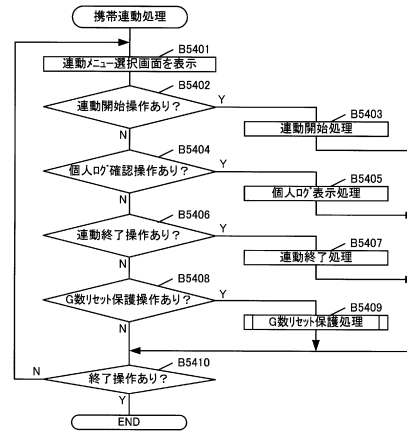 携帯連動処理
B5401
連動メニュー選択画面を表示
B5402
連動開始操作あり？
Y
N
B5403
連動開始処理
B5404
個人ログ確認操作あり？
Y
N
B5405
個人ログ表示処理
B5406
連動終了操作あり？
Y
N
B5407
連動終了処理
B5408
G数リセット保護操作あり？
Y
N
B5409
G数リセット保護処理
B5410
終了操作あり？
N
Y
END